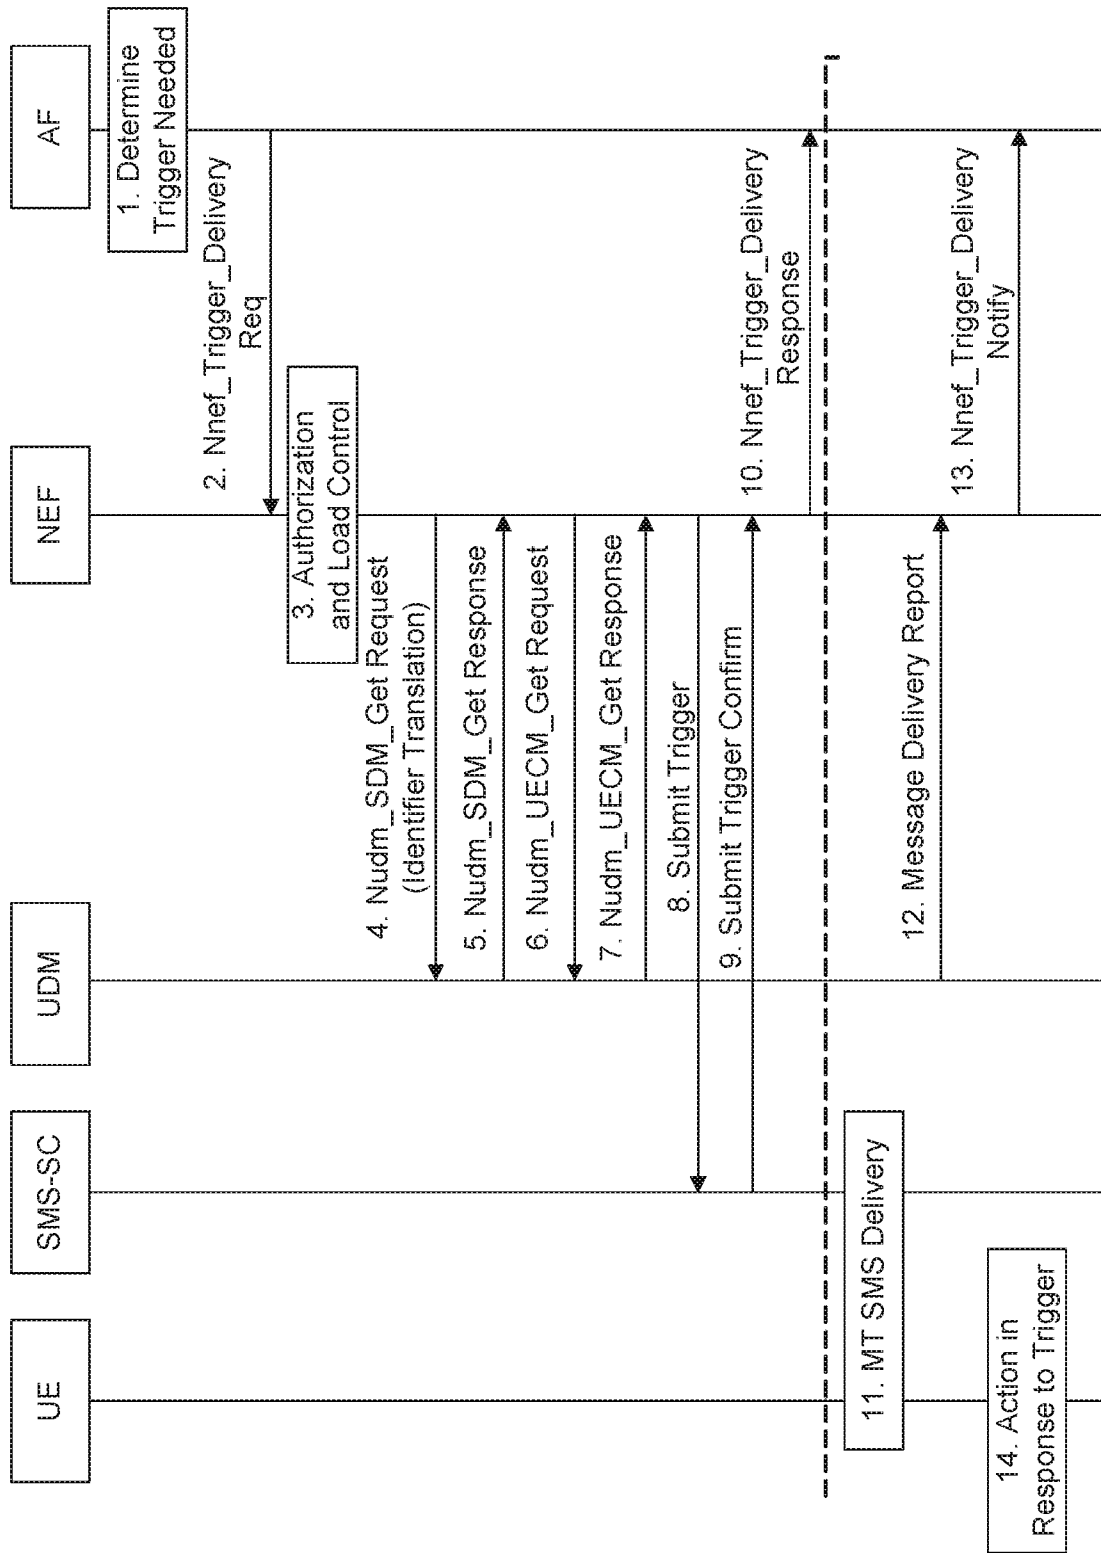 UE
SMS-SC
UDM
NEF
AF
1. Determine
Trigger Needed
2. Nnef_Trigger_Delivery
Req
3. Authorization
and Load Control
4. Nudm_SDM_Get Request
(Identifier Translation)
5. Nudm_SDM_Get Response
6. Nudm_UECM_Get Request
7. Nudm_UECM_Get Response
8. Submit Trigger
9. Submit Trigger Confirm
10. Nnef_Trigger_Delivery
Response
11. MT SMS Delivery
12. Message Delivery Report
13. Nnef_Trigger_Delivery
Notify
14. Action in
Response to Trigger